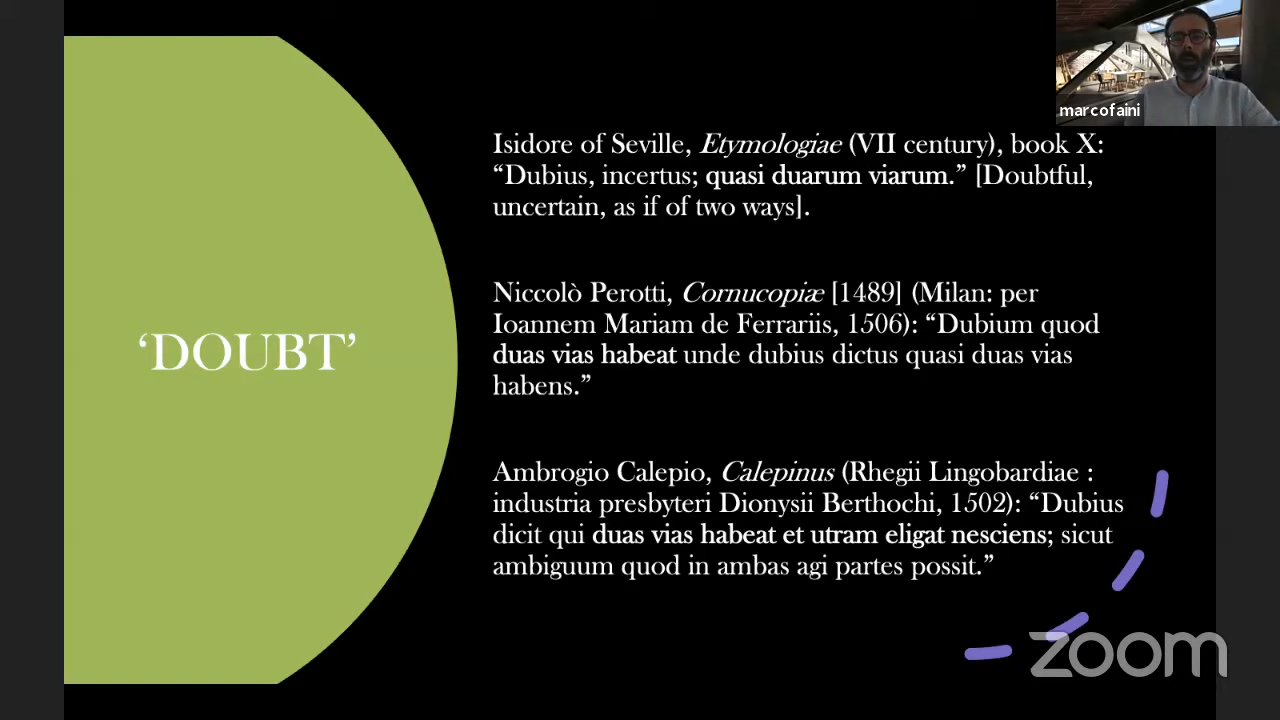 marcofaini
‘DOUBT’
Isidore of Seville, Etymologiae (VII century), book X:
“Dubius, incertus; quasi duarum viarum.” [Doubtful,
uncertain, as if of two ways].
Niccolò Perotti, Cornucopiæ [1489] (Milan: per
Ioannem Mariam de Ferrariis, 1506): “Dubium quod
duas vias habeat unde dubius dictus quasi duas vias
habens.”
Ambrogio Calepio, Calepinus (Rhegii Lingobardiae :
industria presbyteri Dionysii Berthochi, 1502): “Dubius
dicit qui duas vias habeat et utram eligat nesciens; sicut
ambiguum quod in ambas agi partes possit.”
zoom